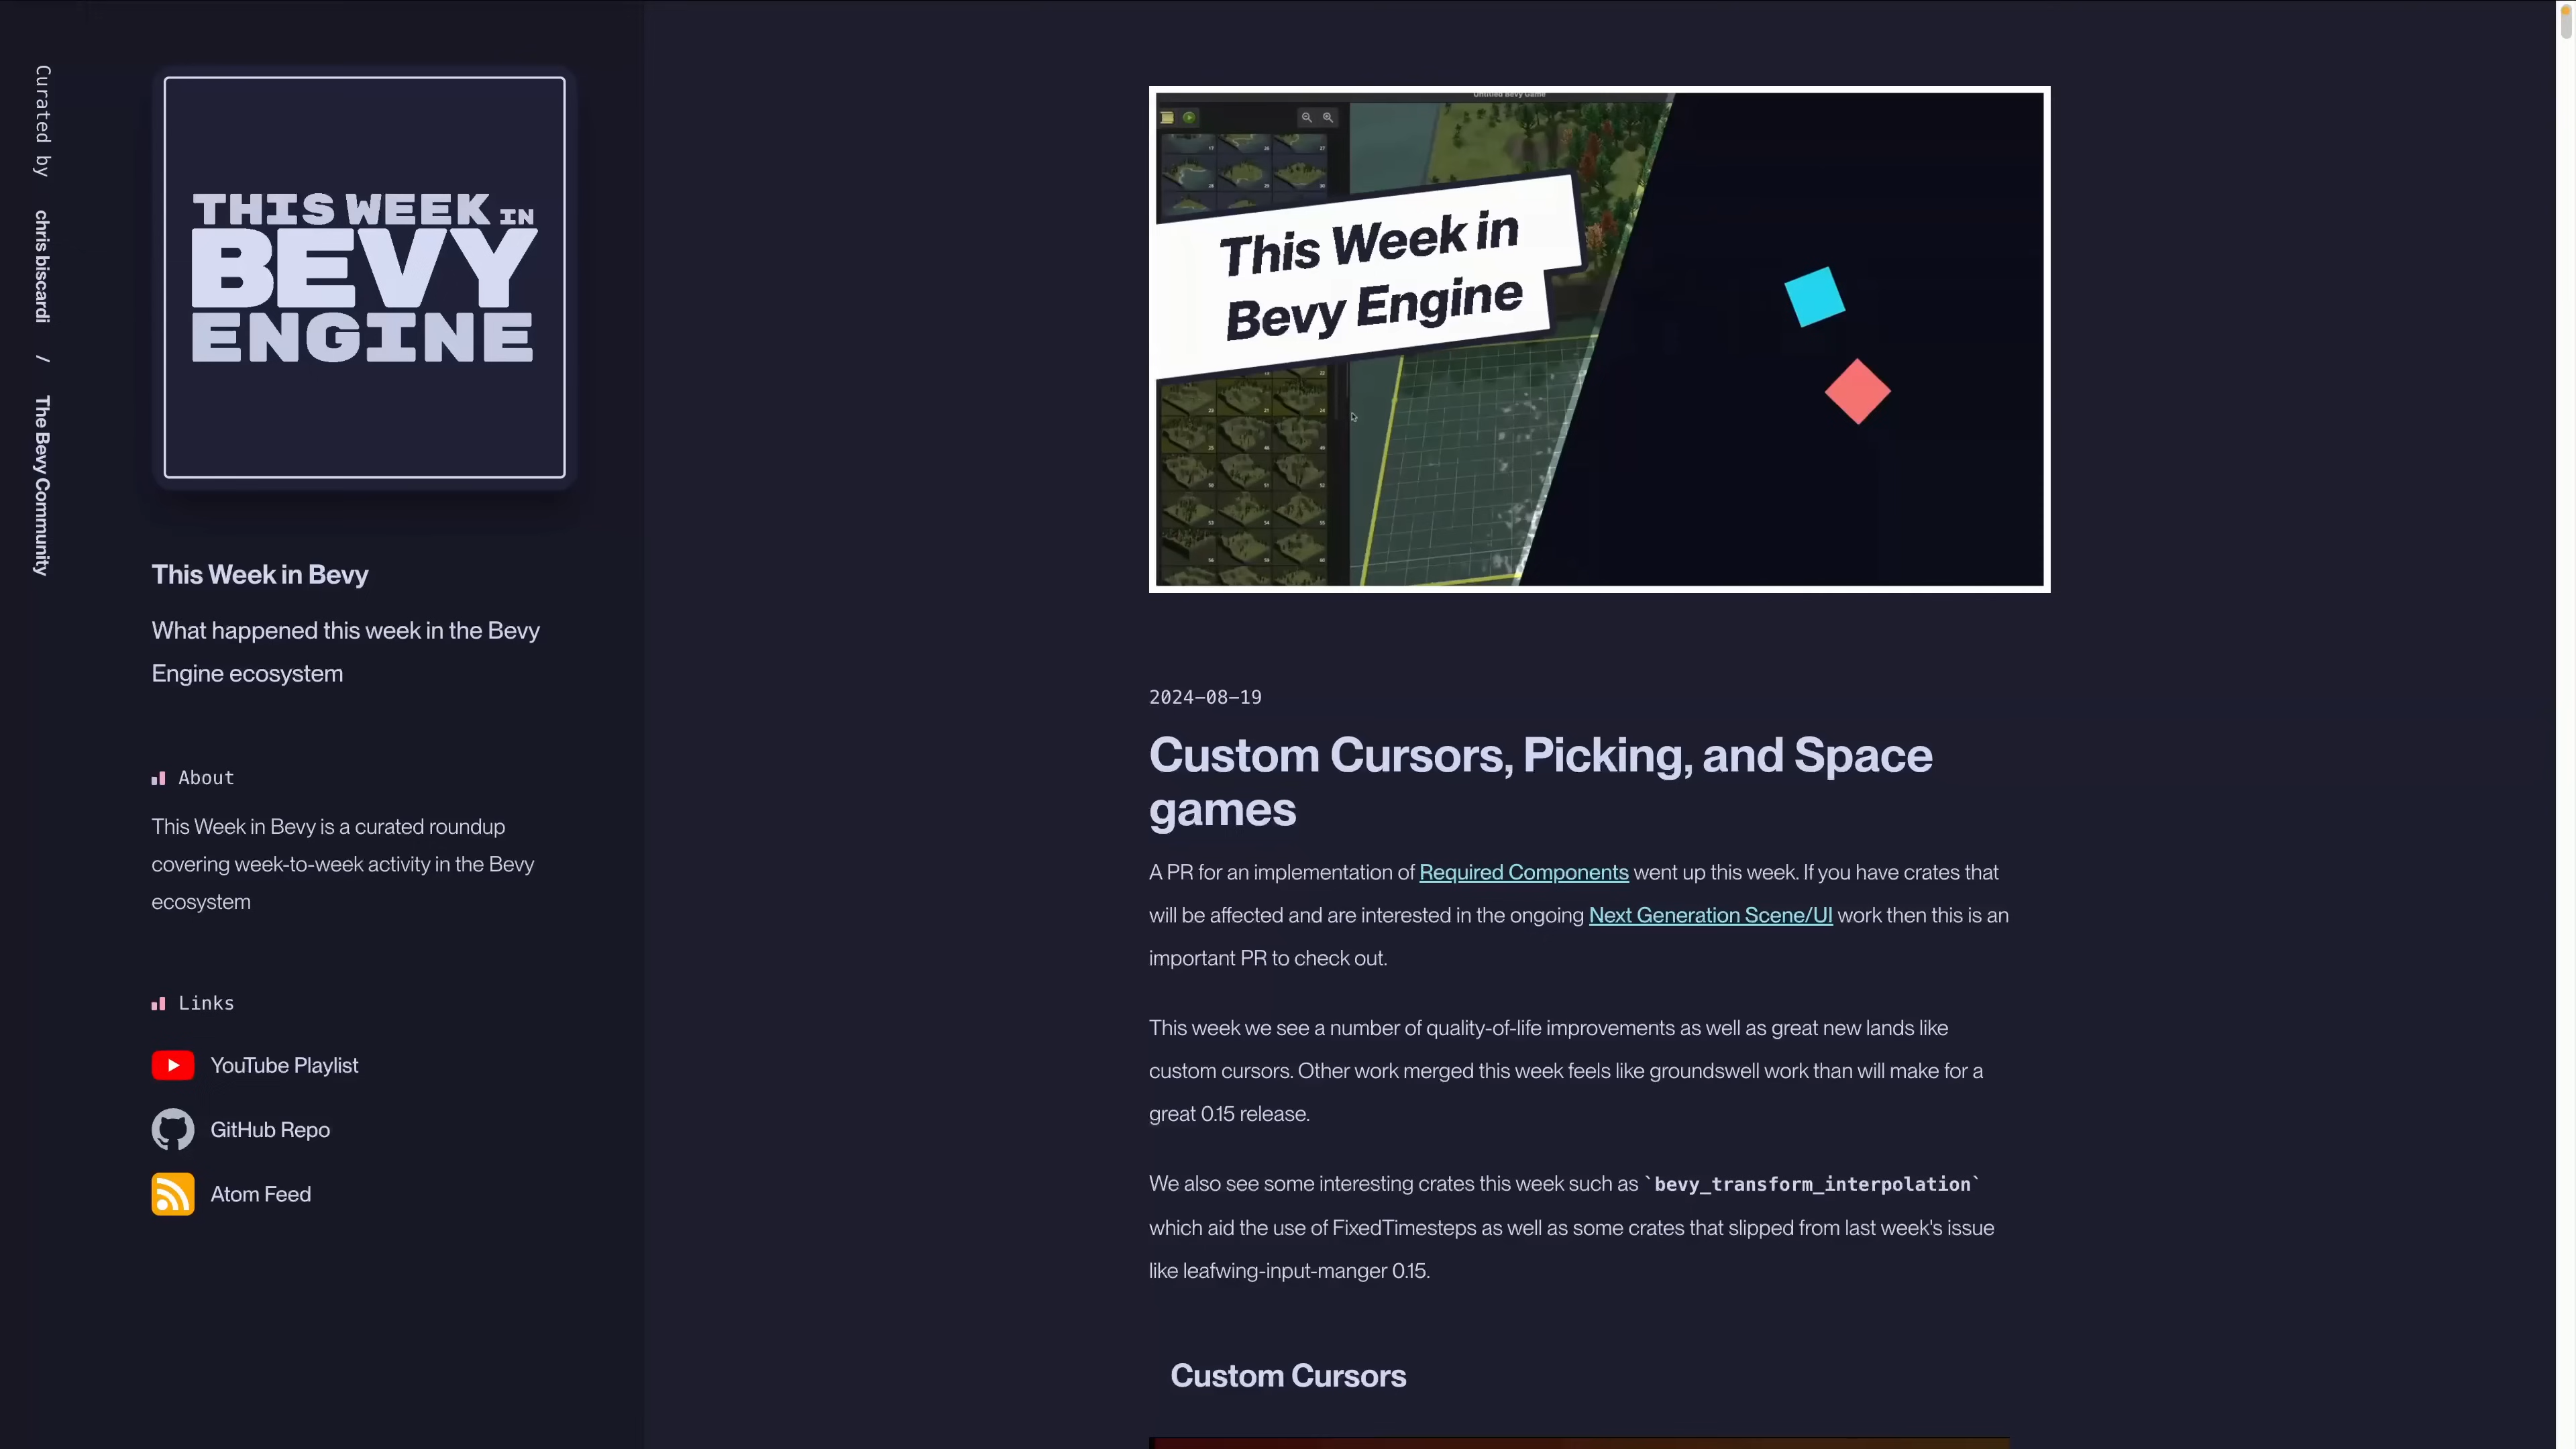 Curated by chris biscardi / The Bevy Community
THIS WEEK IN
BEVY
ENGINE
This Week in Bevy
What happened this week in the Bevy
Engine ecosystem
About
This Week in Bevy is a curated roundup
covering week-to-week activity in the Bevy
ecosystem
Links
YouTube Playlist
GitHub Repo
Atom Feed
Untitled Bevy Game
This Week in
Bevy Engine
2024-08-19
Custom Cursors, Picking, and Space
games
A PR for an implementation of Required Components went up this week. If you have crates that
will be affected and are interested in the ongoing Next Generation Scene/UI work then this is an
important PR to check out.
This week we see a number of quality-of-life improvements as well as great new lands like
custom cursors. Other work merged this week feels like groundswell work than will make for a
great 0.15 release.
We also see some interesting crates this week such as `bevy_transform_interpolation`
which aid the use of FixedTimesteps as well as some crates that slipped from last week's issue
like leafwing-input-manger 0.15.
Custom Cursors